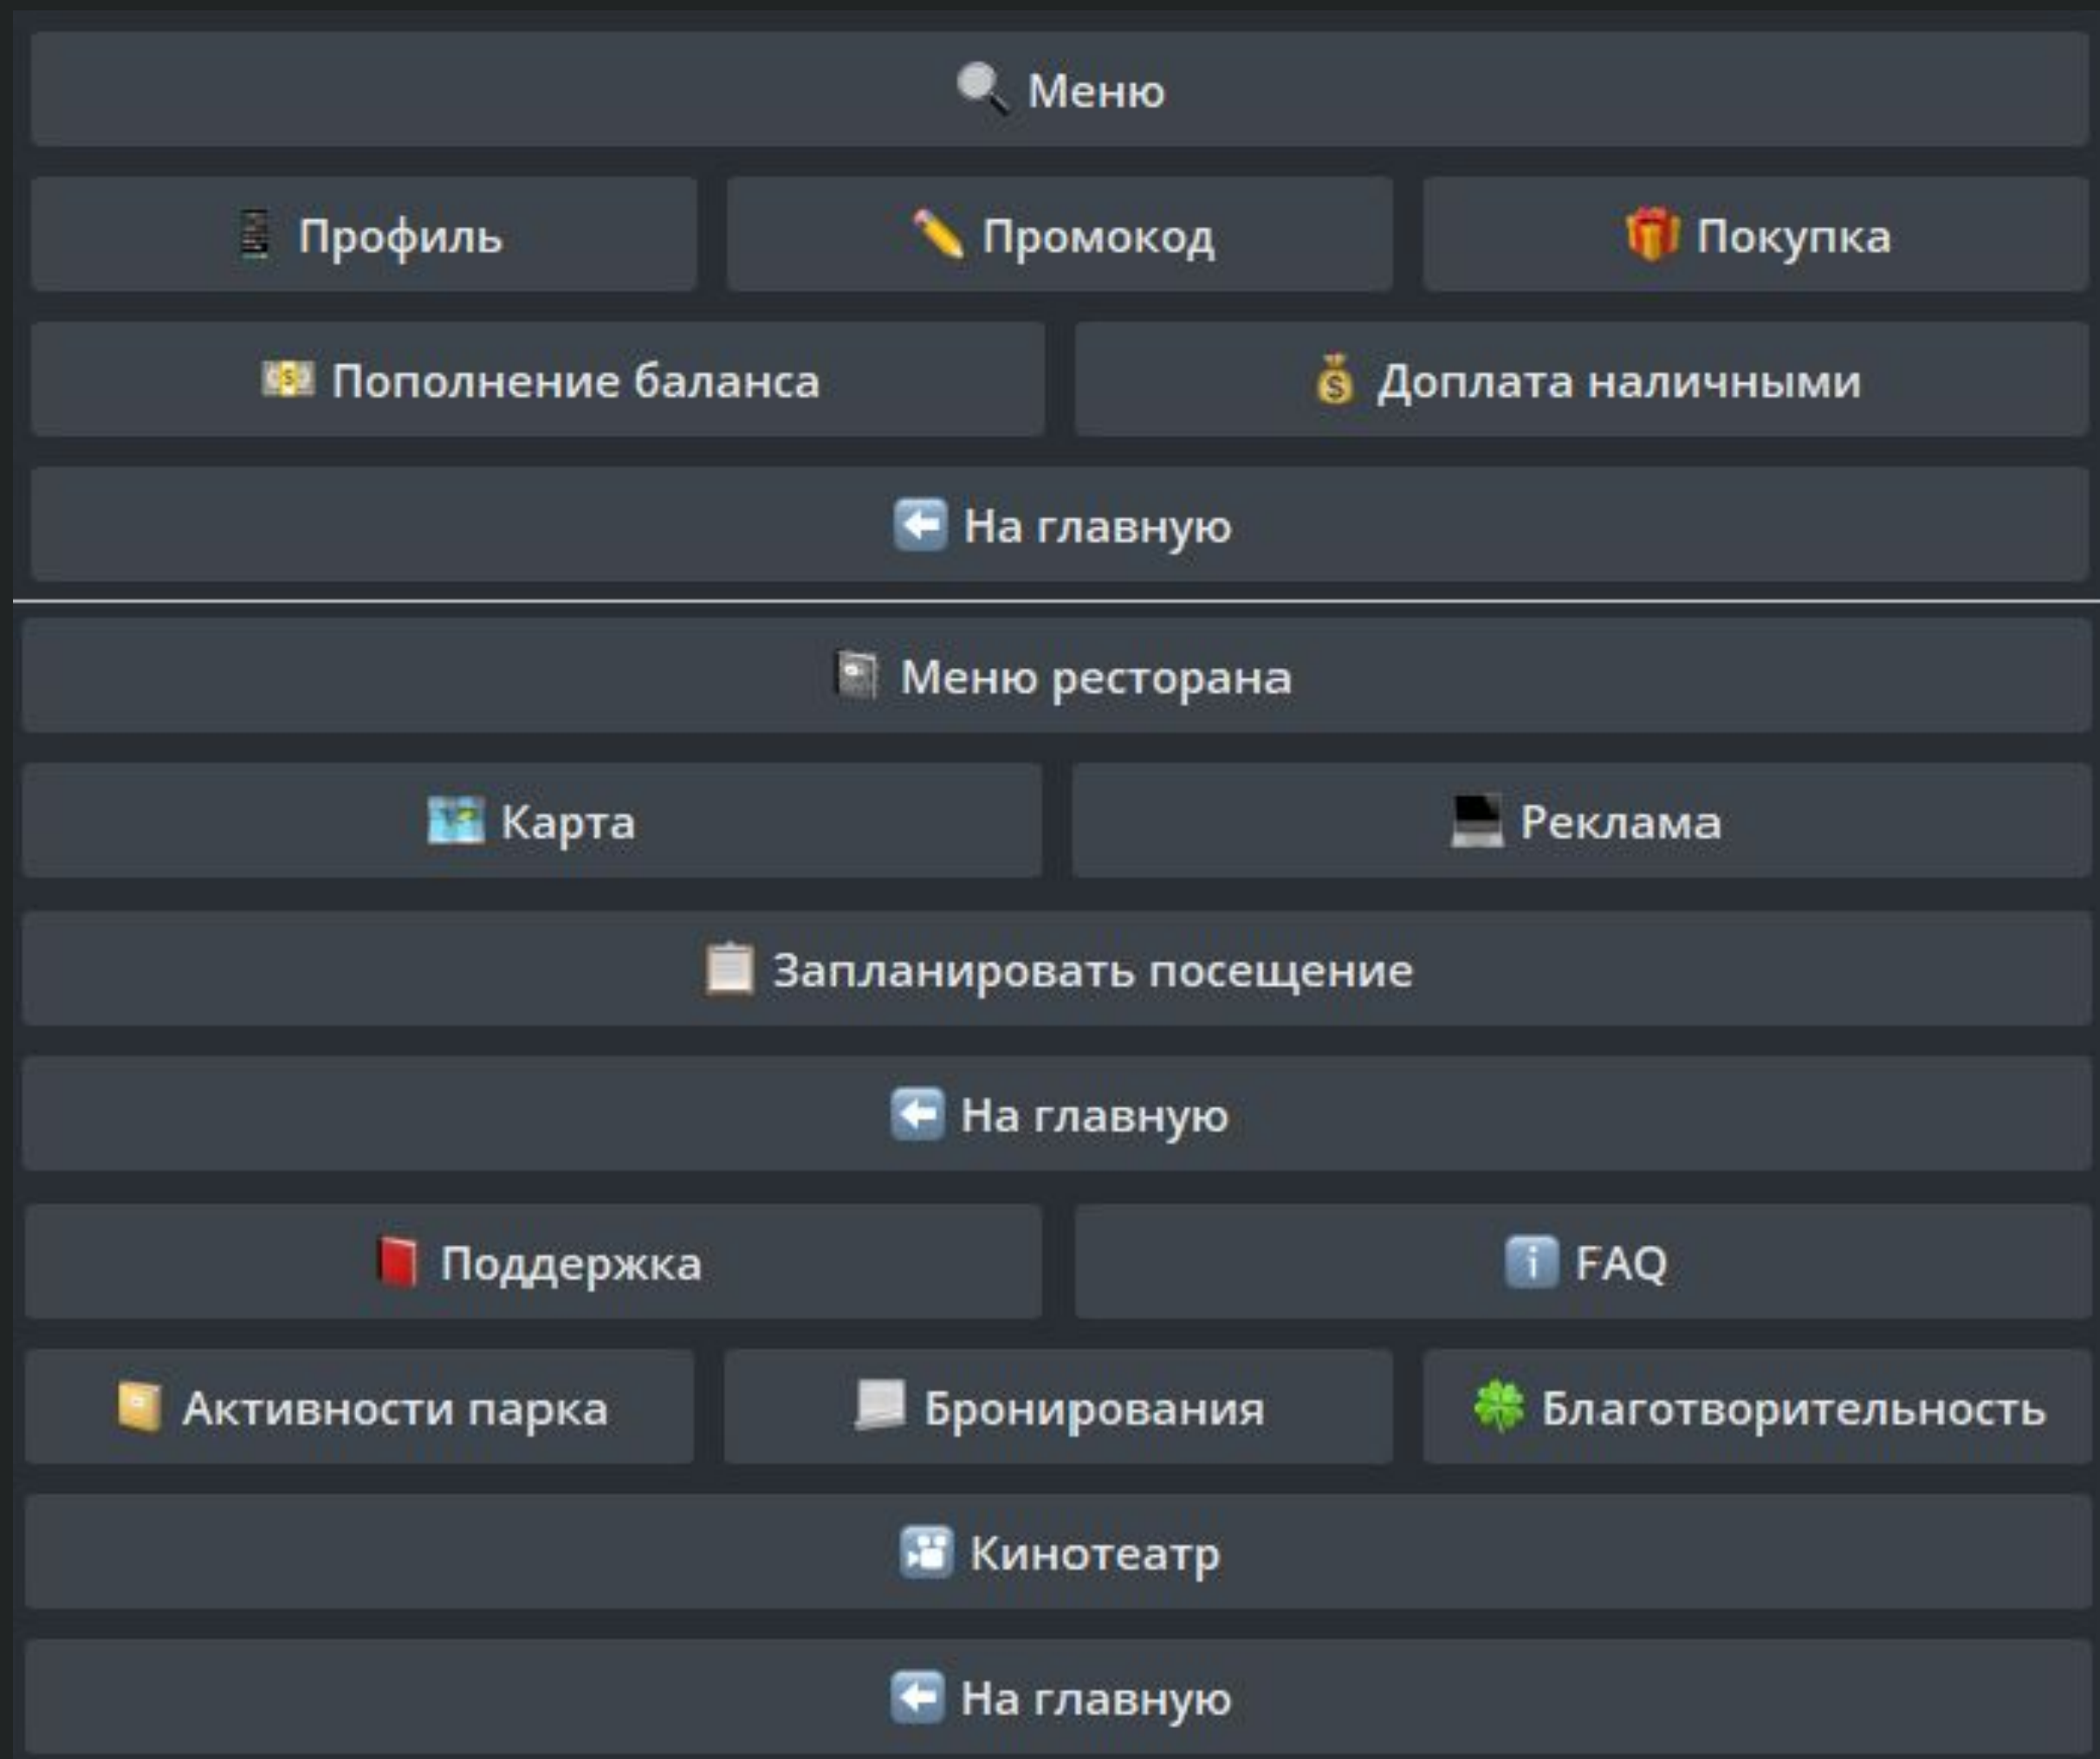 🔍 Меню
📱 Профиль ✏️ Промокод 🎁 Покупка
💵 Пополнение баланса 💰 Доплата наличными
⬅️ На главную
📓 Меню ресторана
🗺️ Карта 💻 Реклама
📋 Запланировать посещение
⬅️ На главную
📕 Поддержка ℹ️ FAQ
📔 Активности парка 📃 Бронирования 🍀 Благотворительность
🎦 Кинотеатр
⬅️ На главную